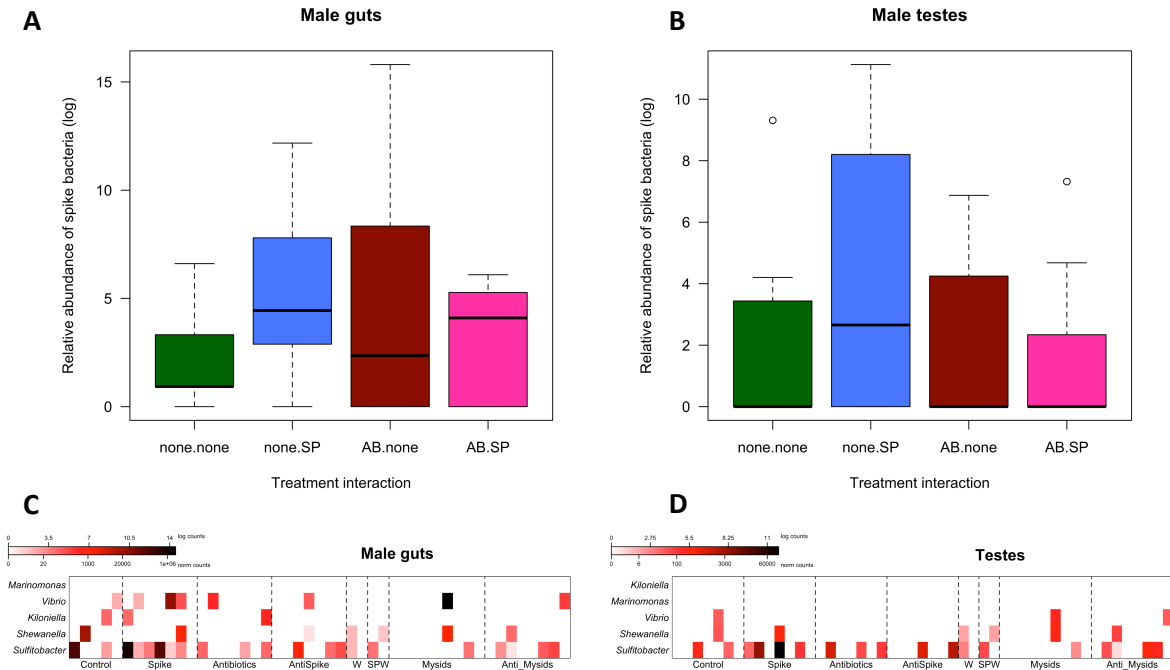 A
Male guts
Relative abundance of spike bacteria (log)
15
10
5
0
none.none none.SP AB.none AB.SP
Treatment interaction
B
Male testes
Relative abundance of spike bacteria (log)
10
8
6
4
2
0
none.none none.SP AB.none AB.SP
Treatment interaction
C
Male guts
0 3.5 7 10.5 14 log counts
0 20 1000 20000 1e+06 norm counts
Marinomonas
Vibrio
Kiloniella
Shewanella
Sulfitobacter
Control Spike Antibiotics AntiSpike W SPW Mysids Anti_Mysids
D
Testes
0 2.75 5.5 8.25 11 log counts
0 6 100 3000 60000 norm counts
Kiloniella
Marinomonas
Vibrio
Shewanella
Sulfitobacter
Control Spike Antibiotics AntiSpike W SPW Mysids Anti_Mysids